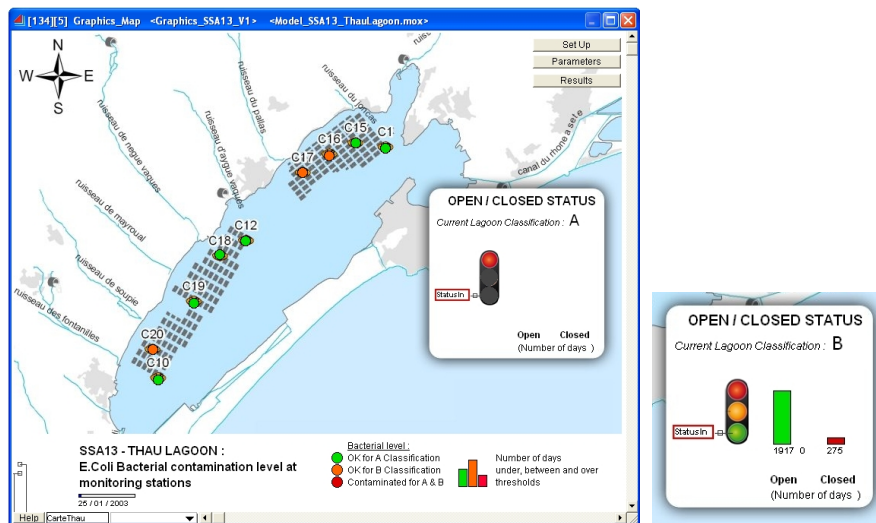 [134][5] Graphics_Map <Graphics_SSA13_V1> <Model_SSA13_ThauLagoon.mox>
N
W E
S
Set Up
Parameters
Results
ruisseau de negue vaques
ruisseau du pallas
ruisseau d'aygue vaques
ruisseau du joncas
canal du rhone a sete
ruisseau de mayroual
ruisseau de soupie
ruisseau des fontanilles
C15
C1
C16
C17
C12
C18
C19
C20
C10
OPEN / CLOSED STATUS
Current Lagoon Classification : A
StatusIn
Open Closed
(Number of days )
SSA13 - THAU LAGOON :
E.Coli Bacterial contamination level at
monitoring stations
25 / 01 / 2003
Bacterial level :
OK for A Classification
OK for B Classification
Contaminated for A & B
Number of days
under, between and over
thresholds
Help CarteThau
OPEN / CLOSED STATUS
Current Lagoon Classification : B
StatusIn
1917 0 275
Open Closed
(Number of days )